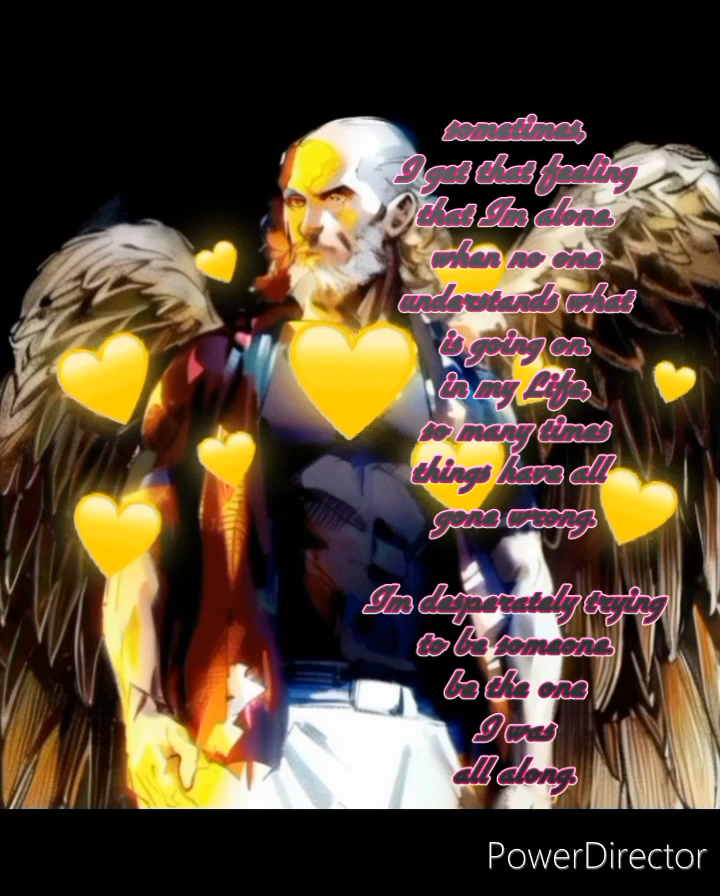 sometimes,
I get that feeling
that Im alone.
when no one
understands what
is going on.
in my Life,
so many times
things have all
gone wrong.
Im desperately trying
to be someone.
be the one
I was
all along.
PowerDirector